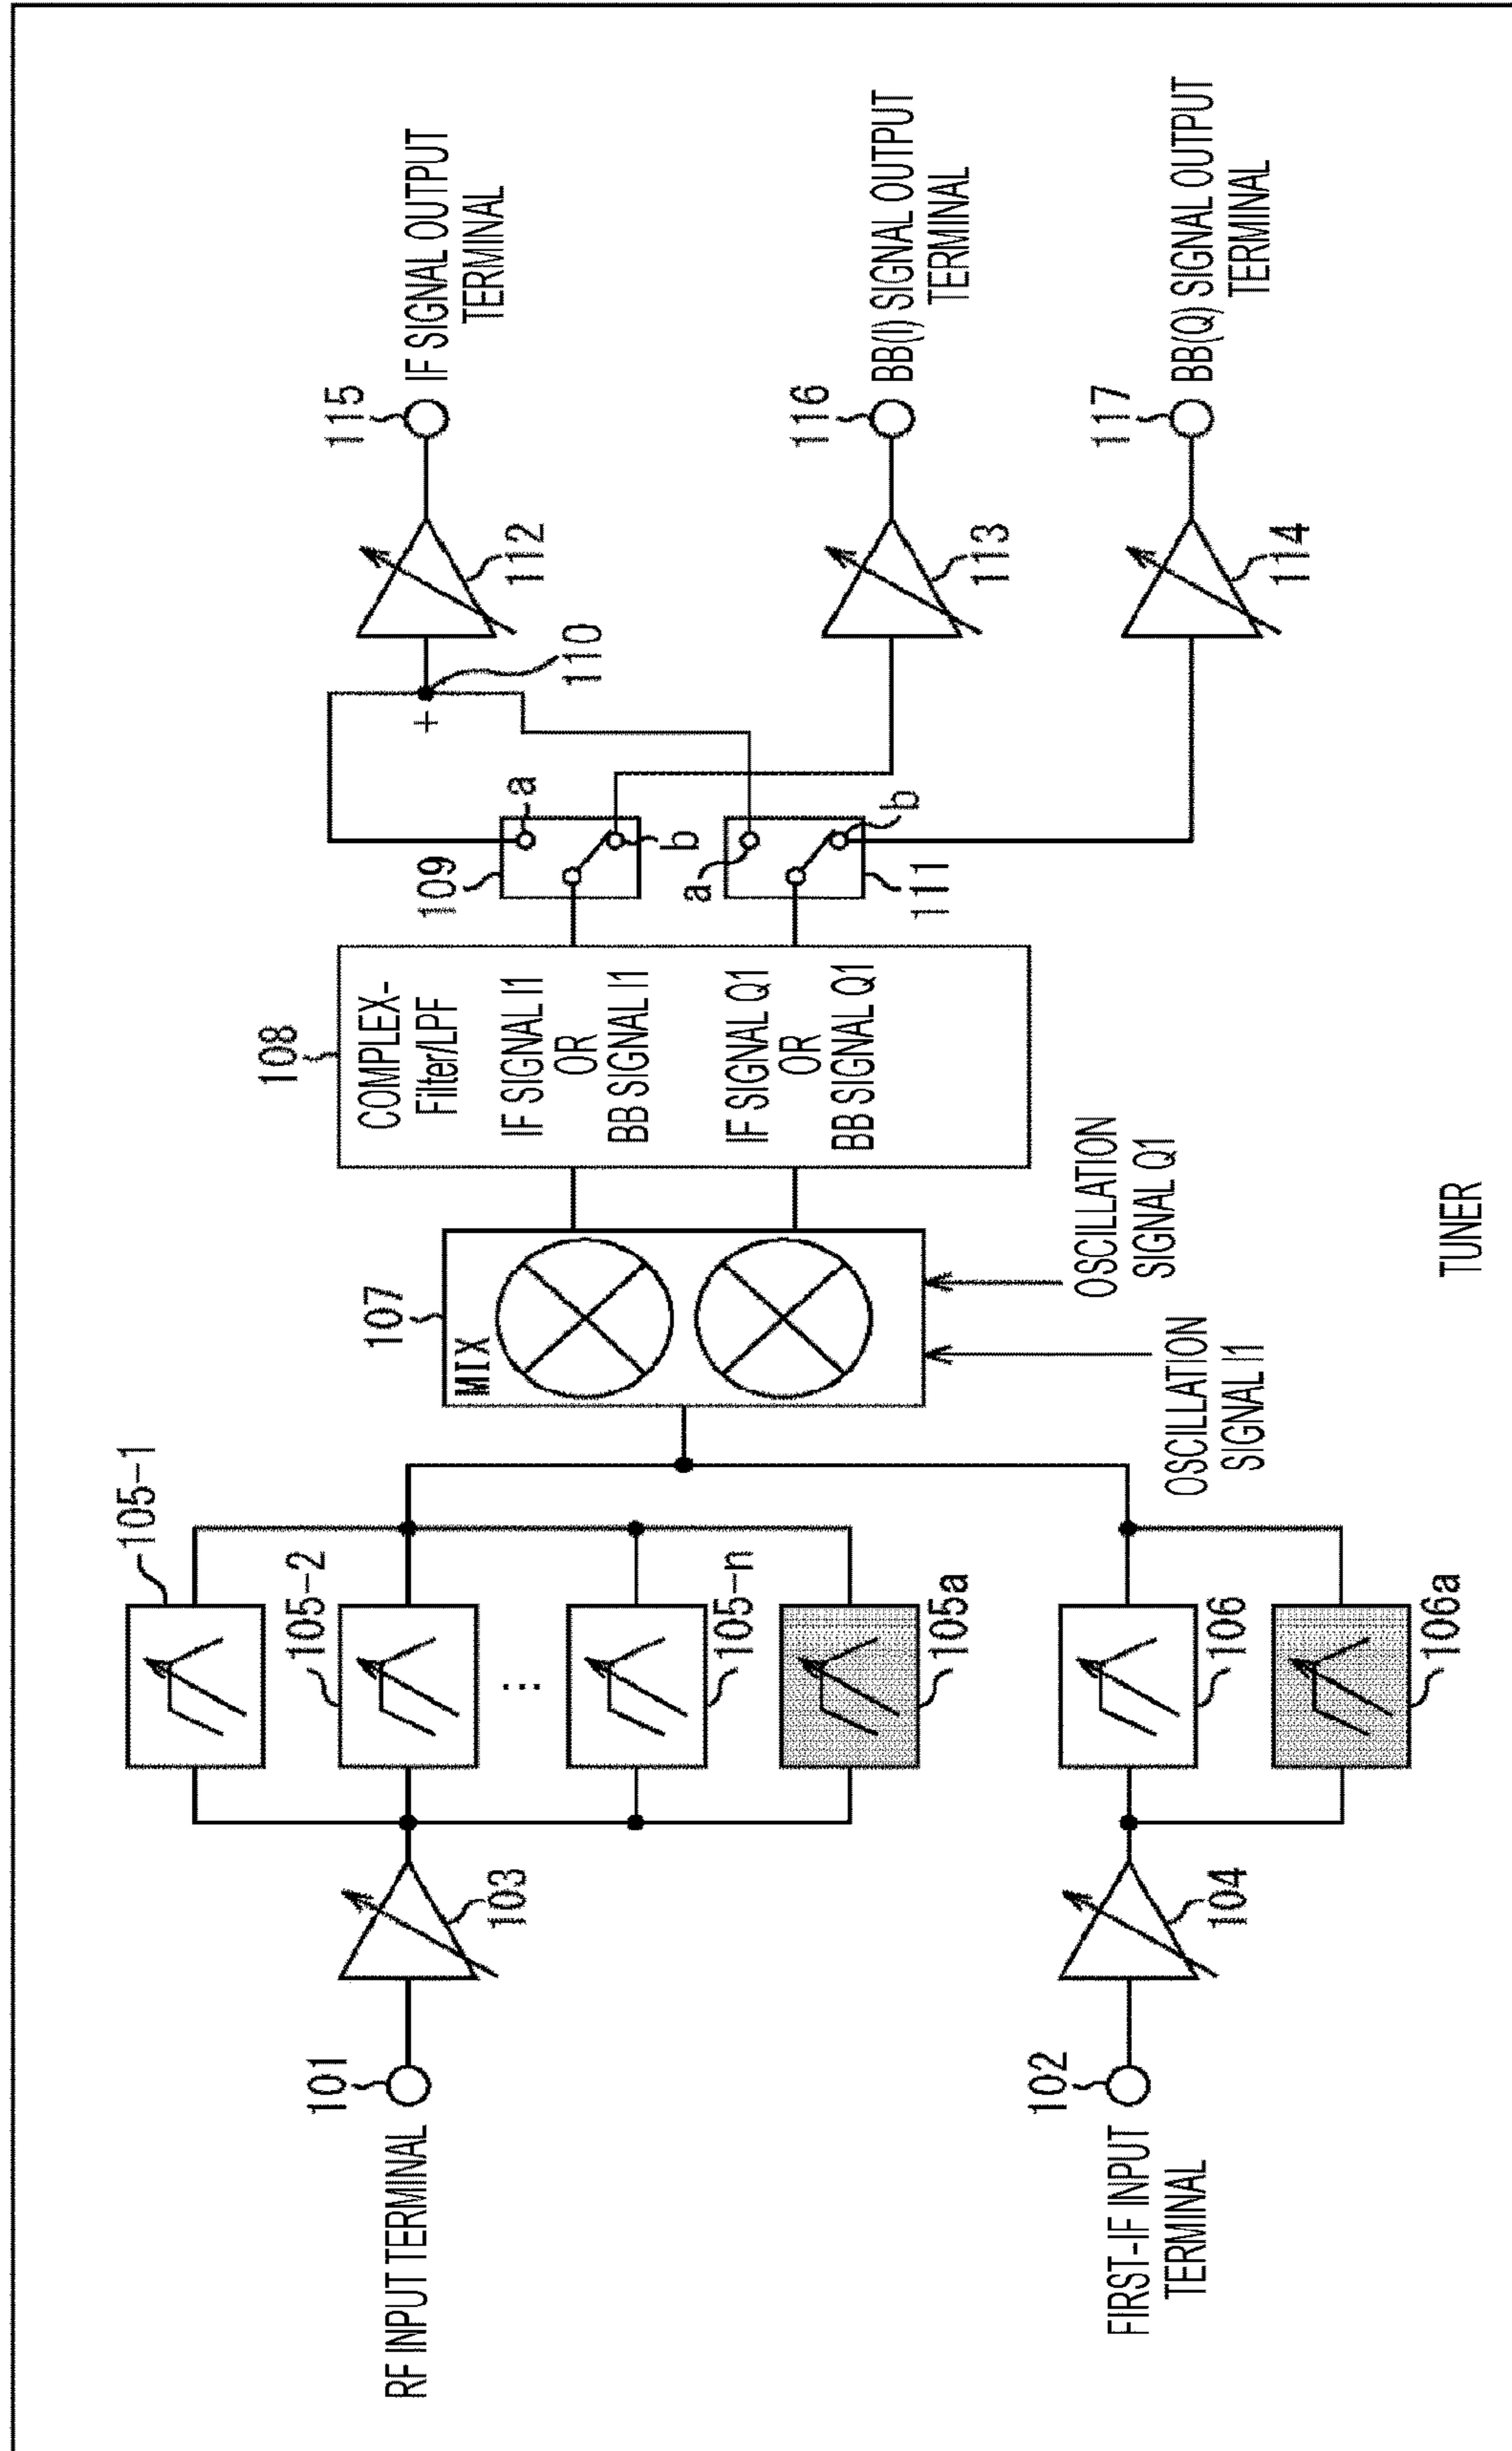 RF INPUT TERMINAL
101
103
FIRST-IF INPUT
TERMINAL
102
104
105-1
105-2
⋮
105-n
105a
106
106a
107
MIX
OSCILLATION
SIGNAL I1
OSCILLATION
SIGNAL Q1
108
COMPLEX-
Filter/LPF
IF SIGNAL I1
OR
BB SIGNAL I1
IF SIGNAL Q1
OR
BB SIGNAL Q1
109
a
b
111
a
b
+
110
112
115
IF SIGNAL OUTPUT
TERMINAL
113
116
BB(I) SIGNAL OUTPUT
TERMINAL
114
117
BB(Q) SIGNAL OUTPUT
TERMINAL
TUNER